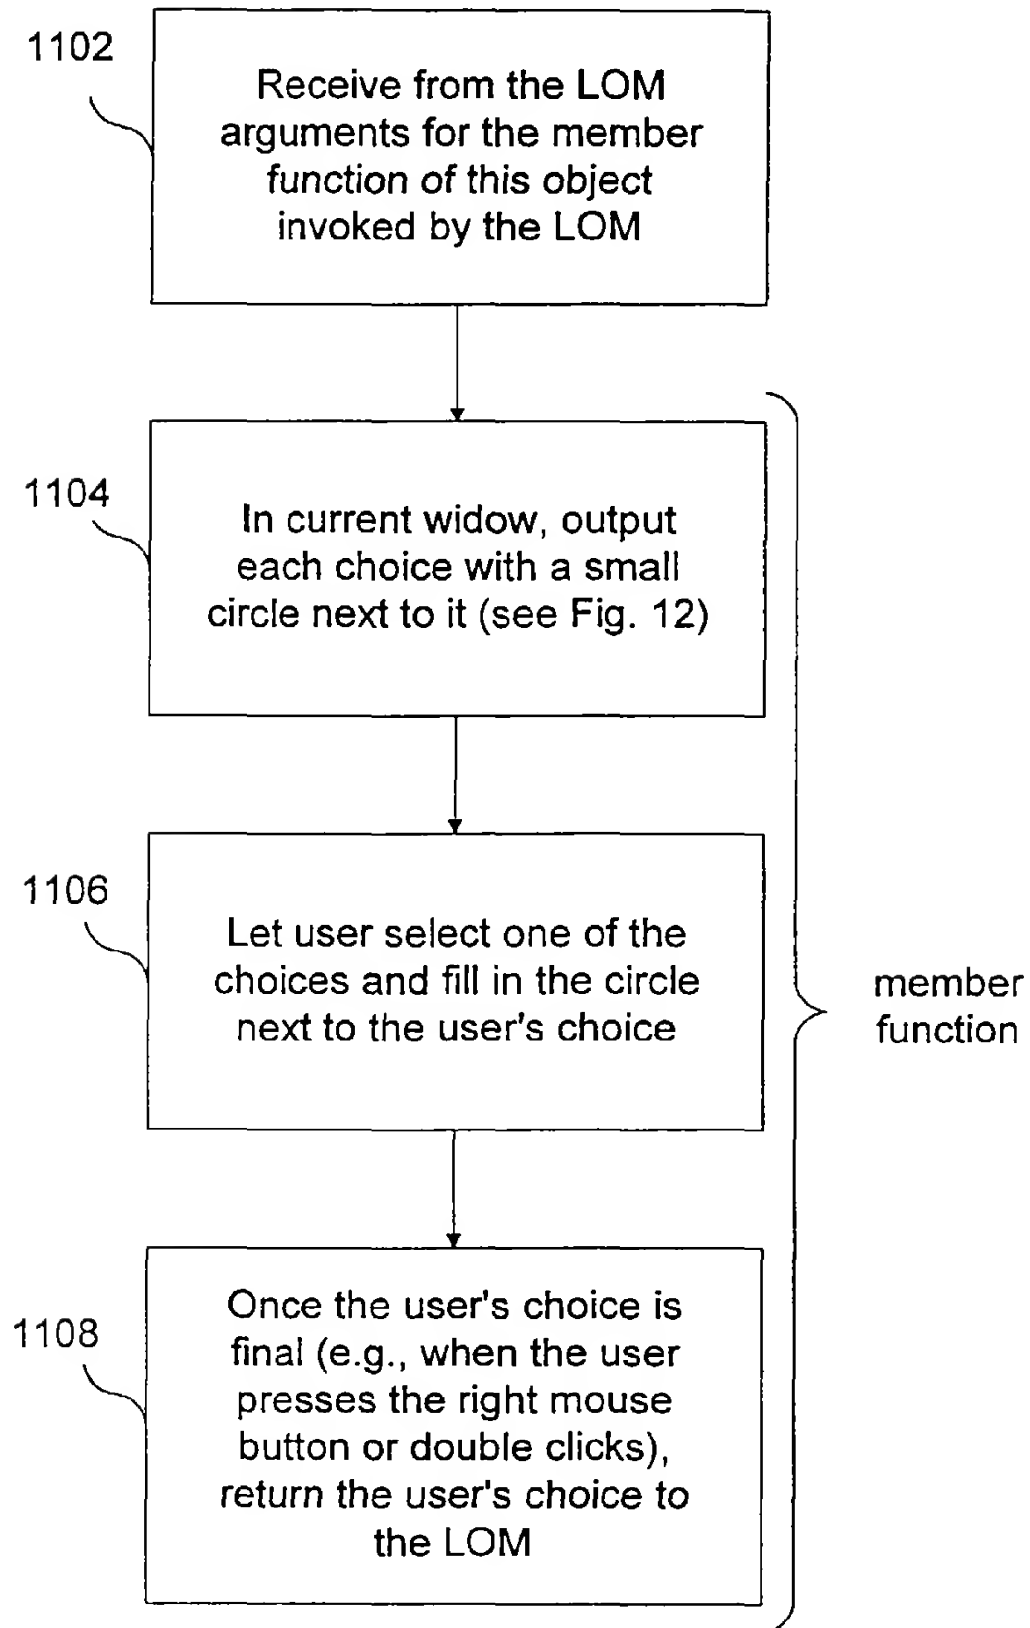 1102
Receive from the LOM
arguments for the member
function of this object
invoked by the LOM
1104
In current widow, output
each choice with a small
circle next to it (see Fig. 12)
1106
Let user select one of the
choices and fill in the circle
next to the user's choice
member
function
1108
Once the user's choice is
final (e.g., when the user
presses the right mouse
button or double clicks),
return the user's choice to
the LOM